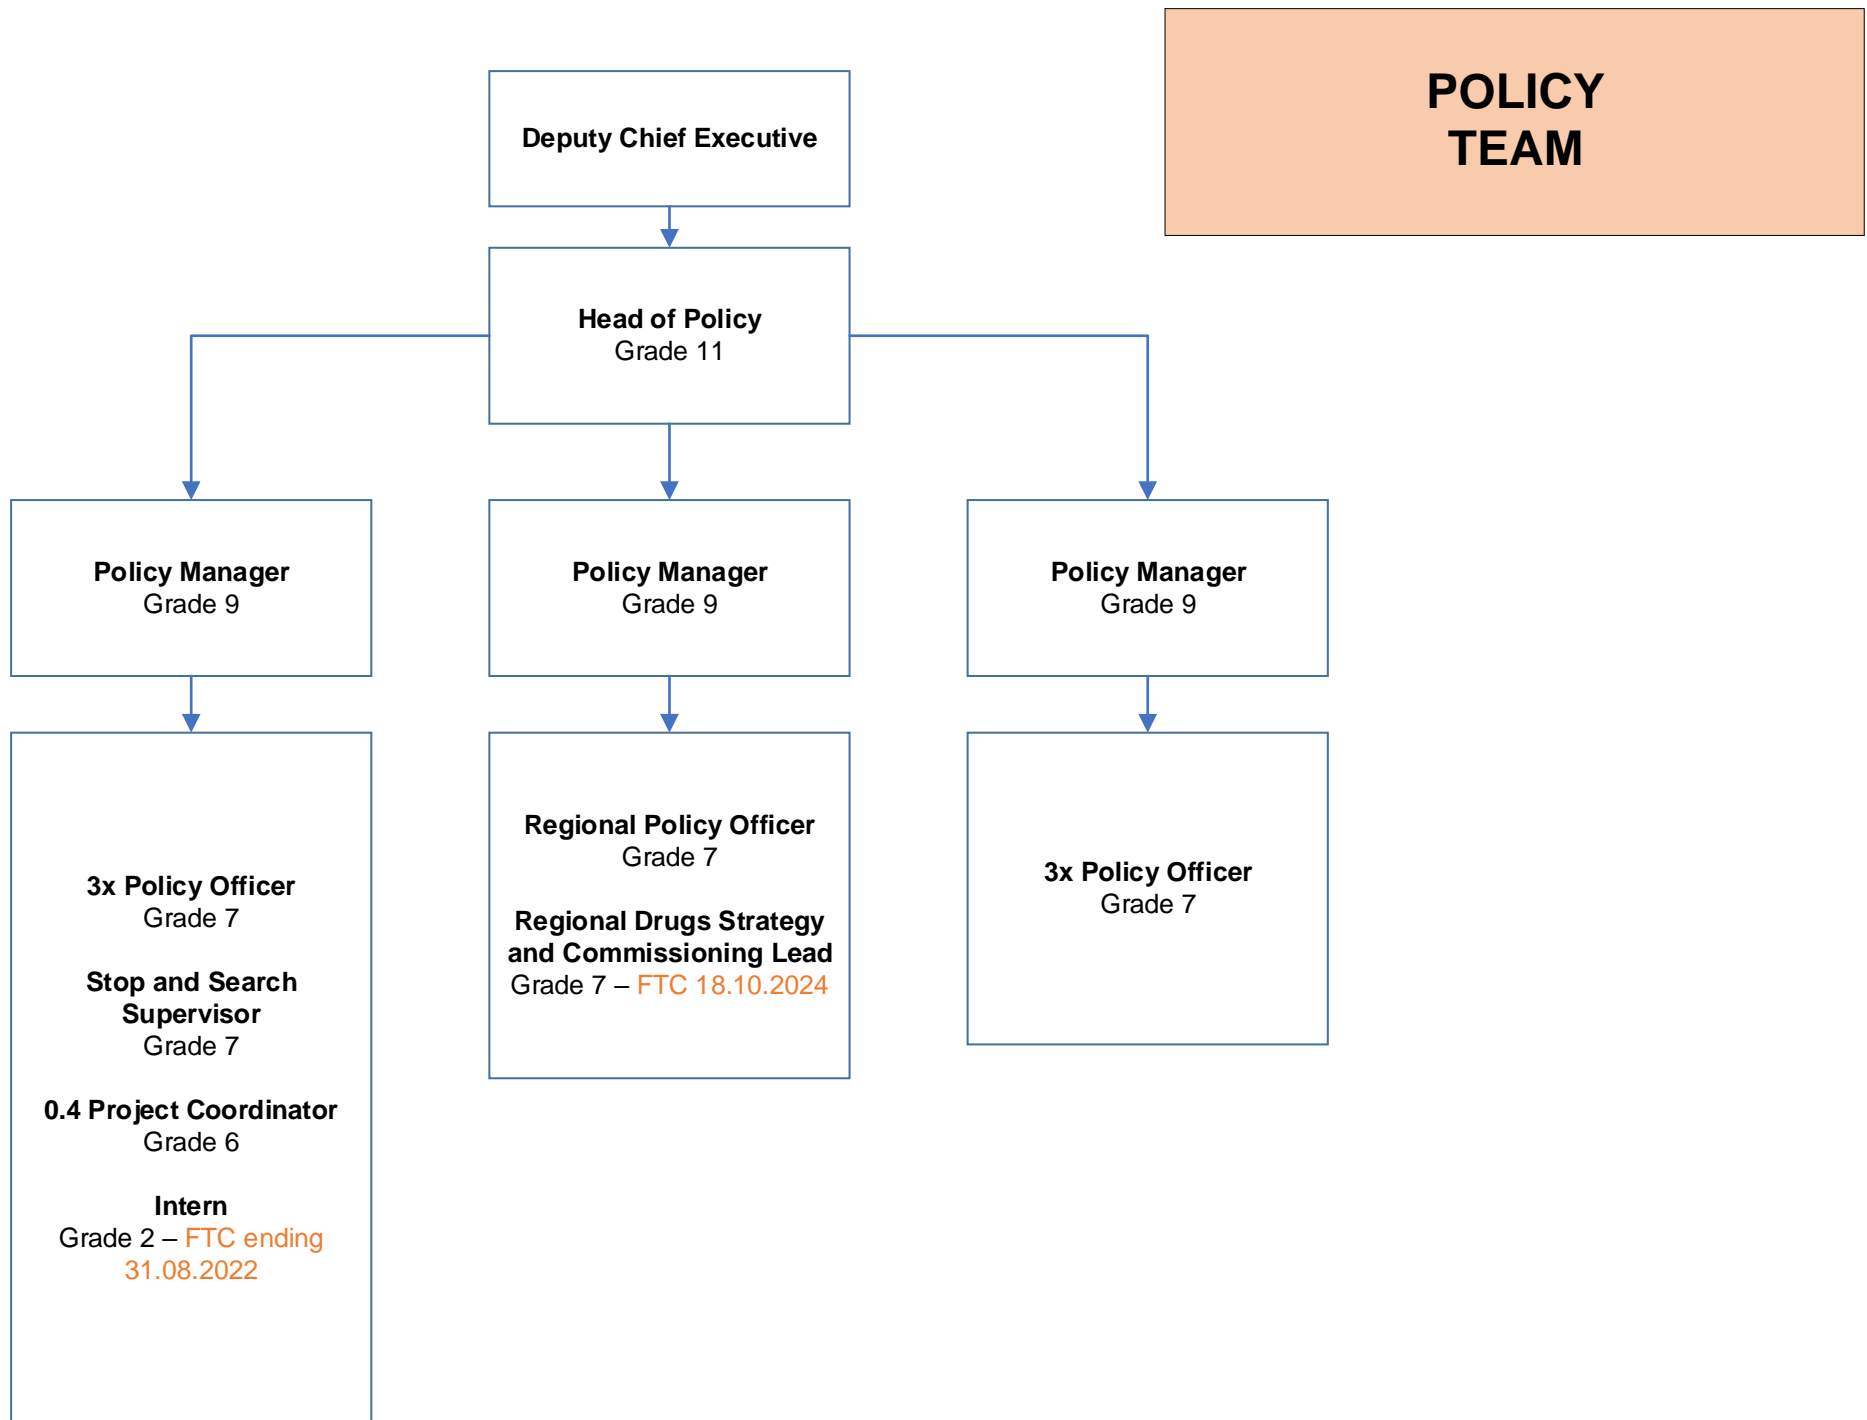 POLICY
TEAM
Deputy Chief Executive
Head of Policy
Grade 11
Policy Manager
Grade 9
Policy Manager
Grade 9
Policy Manager
Grade 9
3x Policy Officer
Grade 7
Stop and Search
Supervisor
Grade 7
0.4 Project Coordinator
Grade 6
Intern
Grade 2 – FTC ending
31.08.2022
Regional Policy Officer
Grade 7
Regional Drugs Strategy
and Commissioning Lead
Grade 7 – FTC 18.10.2024
3x Policy Officer
Grade 7